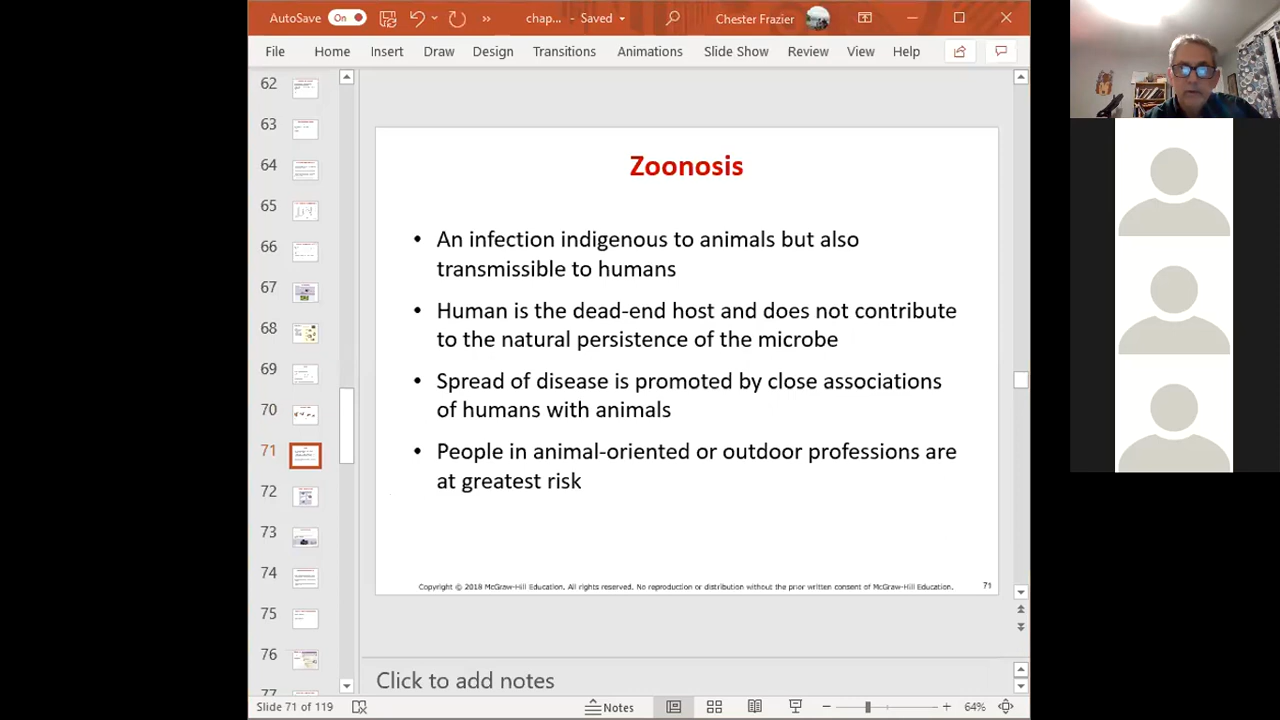 AutoSave On chap... - Saved Chester Frazier
File Home Insert Draw Design Transitions Animations Slide Show Review View Help
62
63
64
65
66
67
68
69
70
71
72
73
74
75
76
77
Zoonosis
• An infection indigenous to animals but also
transmissible to humans
• Human is the dead-end host and does not contribute
to the natural persistence of the microbe
• Spread of disease is promoted by close associations
of humans with animals
• People in animal-oriented or outdoor professions are
at greatest risk
Copyright © 2018 McGraw-Hill Education. All rights reserved. No reproduction or distribution without the prior written consent of McGraw-Hill Education. 71
Click to add notes
Slide 71 of 119 Notes 64%